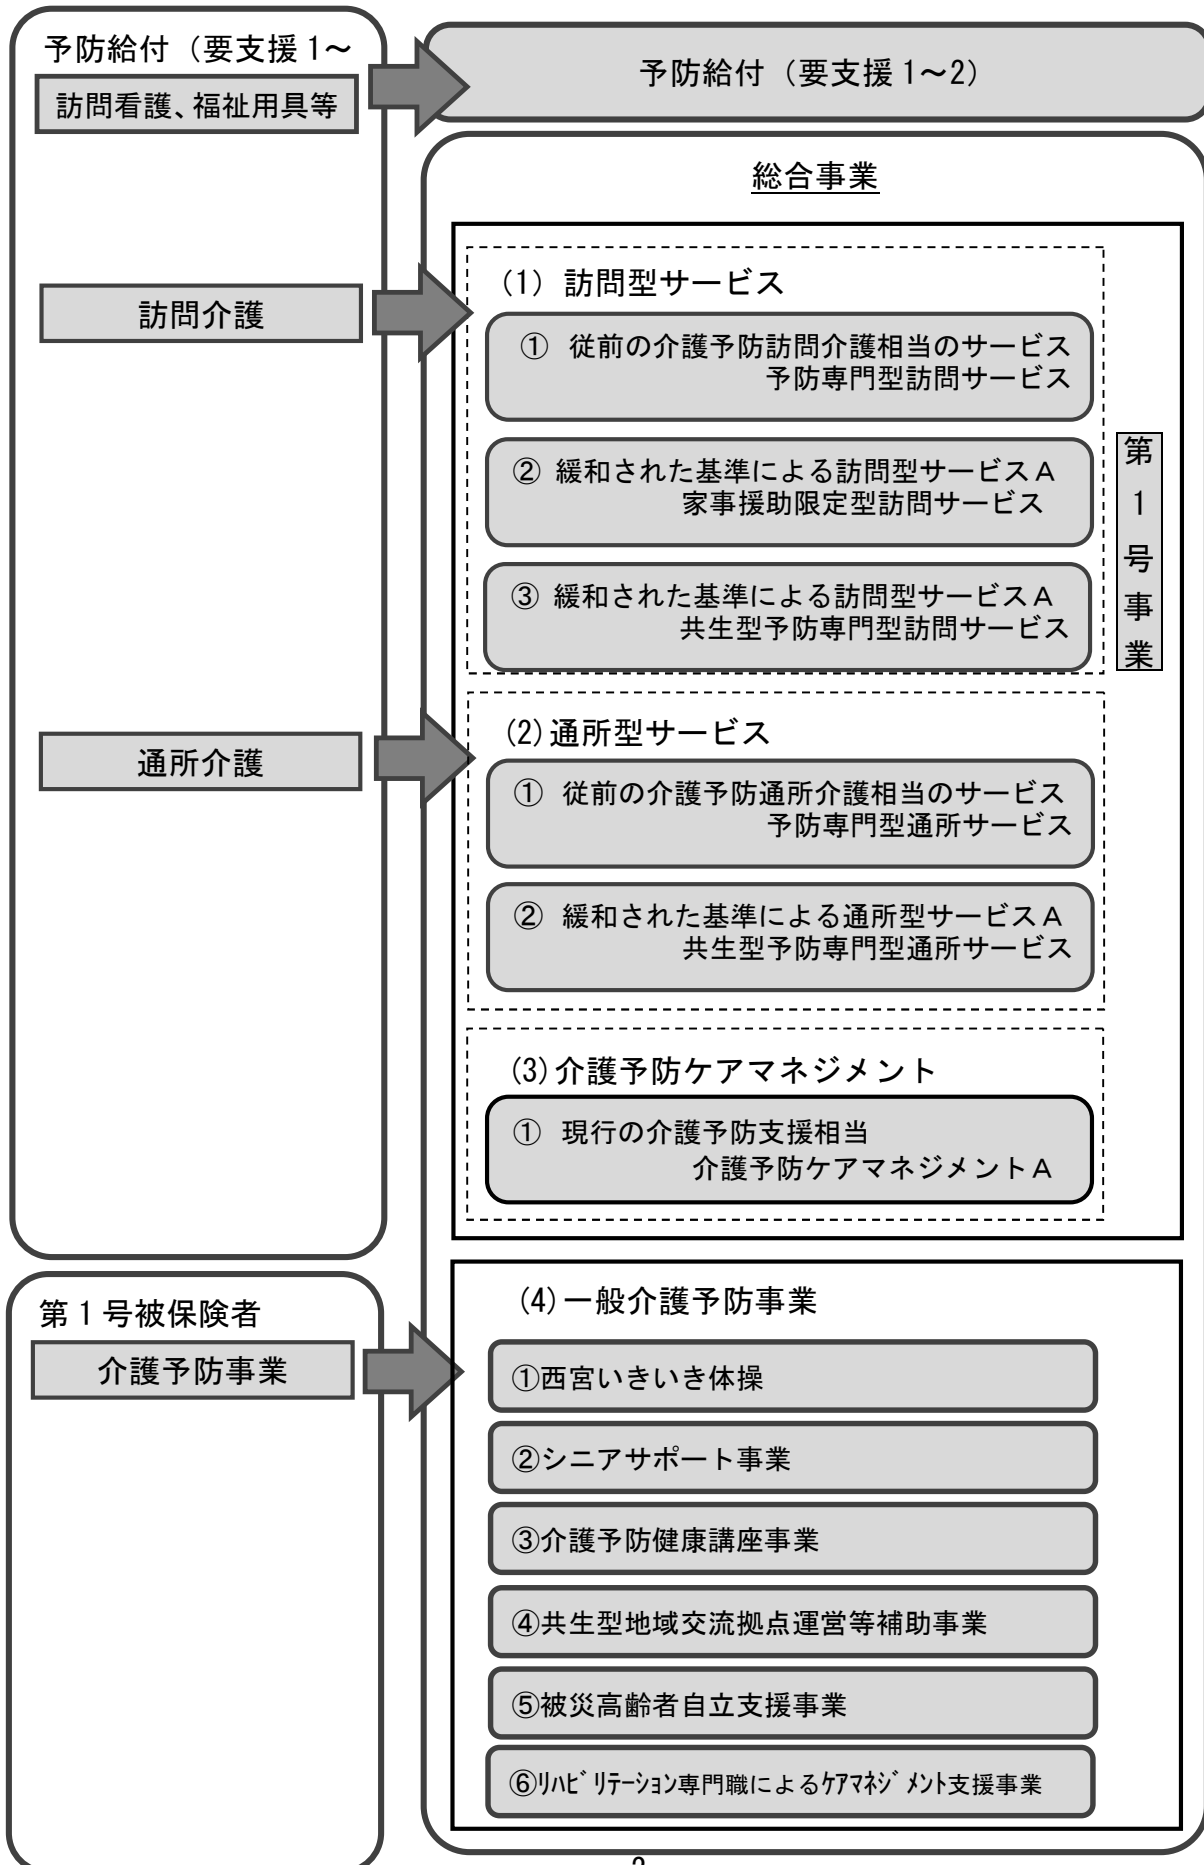 予防給付（要支援１～
訪問看護、福祉用具等
予防給付（要支援１～２）
総合事業
訪問介護
(1) 訪問型サービス
① 従前の介護予防訪問介護相当のサービス
予防専門型訪問サービス
② 緩和された基準による訪問型サービスＡ
家事援助限定型訪問サービス
③ 緩和された基準による訪問型サービスＡ
共生型予防専門型訪問サービス
第１号事業
通所介護
(2)通所型サービス
① 従前の介護予防通所介護相当のサービス
予防専門型通所サービス
② 緩和された基準による通所型サービスＡ
共生型予防専門型通所サービス
(3)介護予防ケアマネジメント
① 現行の介護予防支援相当
介護予防ケアマネジメントＡ
第１号被保険者
介護予防事業
(4)一般介護予防事業
①西宮いきいき体操
②シニアサポート事業
③介護予防健康講座事業
④共生型地域交流拠点運営等補助事業
⑤被災高齢者自立支援事業
⑥ﾘﾊﾋﾞﾘﾃｰｼｮﾝ専門職によるｹｱﾏﾈｼﾞﾒﾝﾄ支援事業